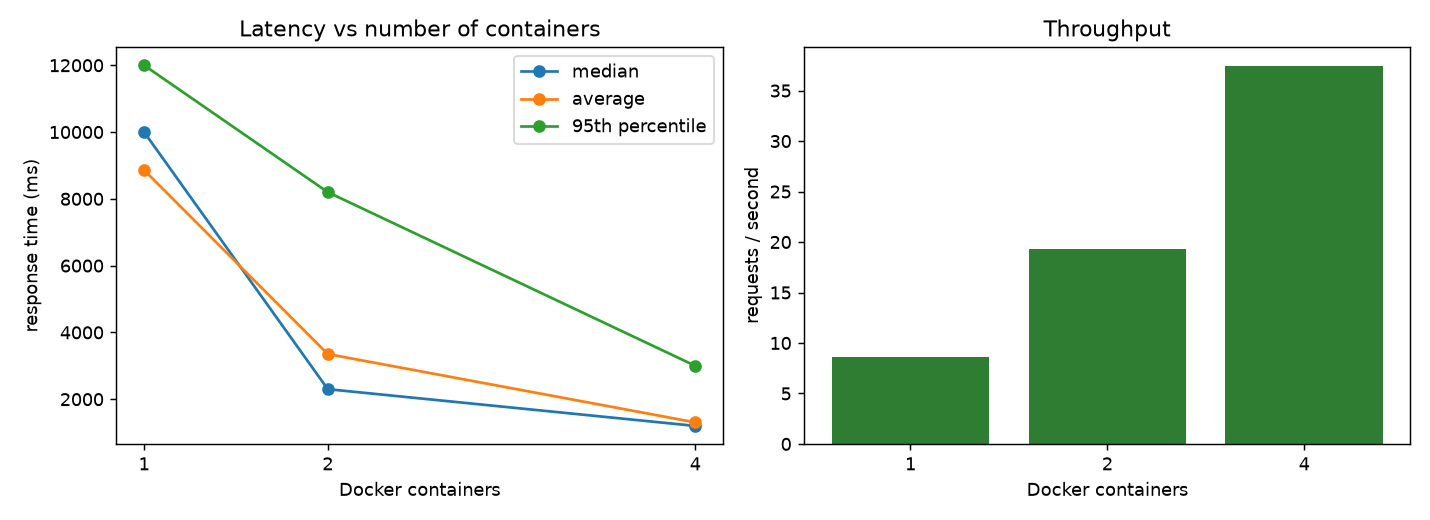 Latency vs number of containers
12000
10000
8000
6000
4000
2000
response time (ms)
median
average
95th percentile
1
2
4
Docker containers
Throughput
35
30
25
20
15
10
5
0
requests / second
1
2
4
Docker containers